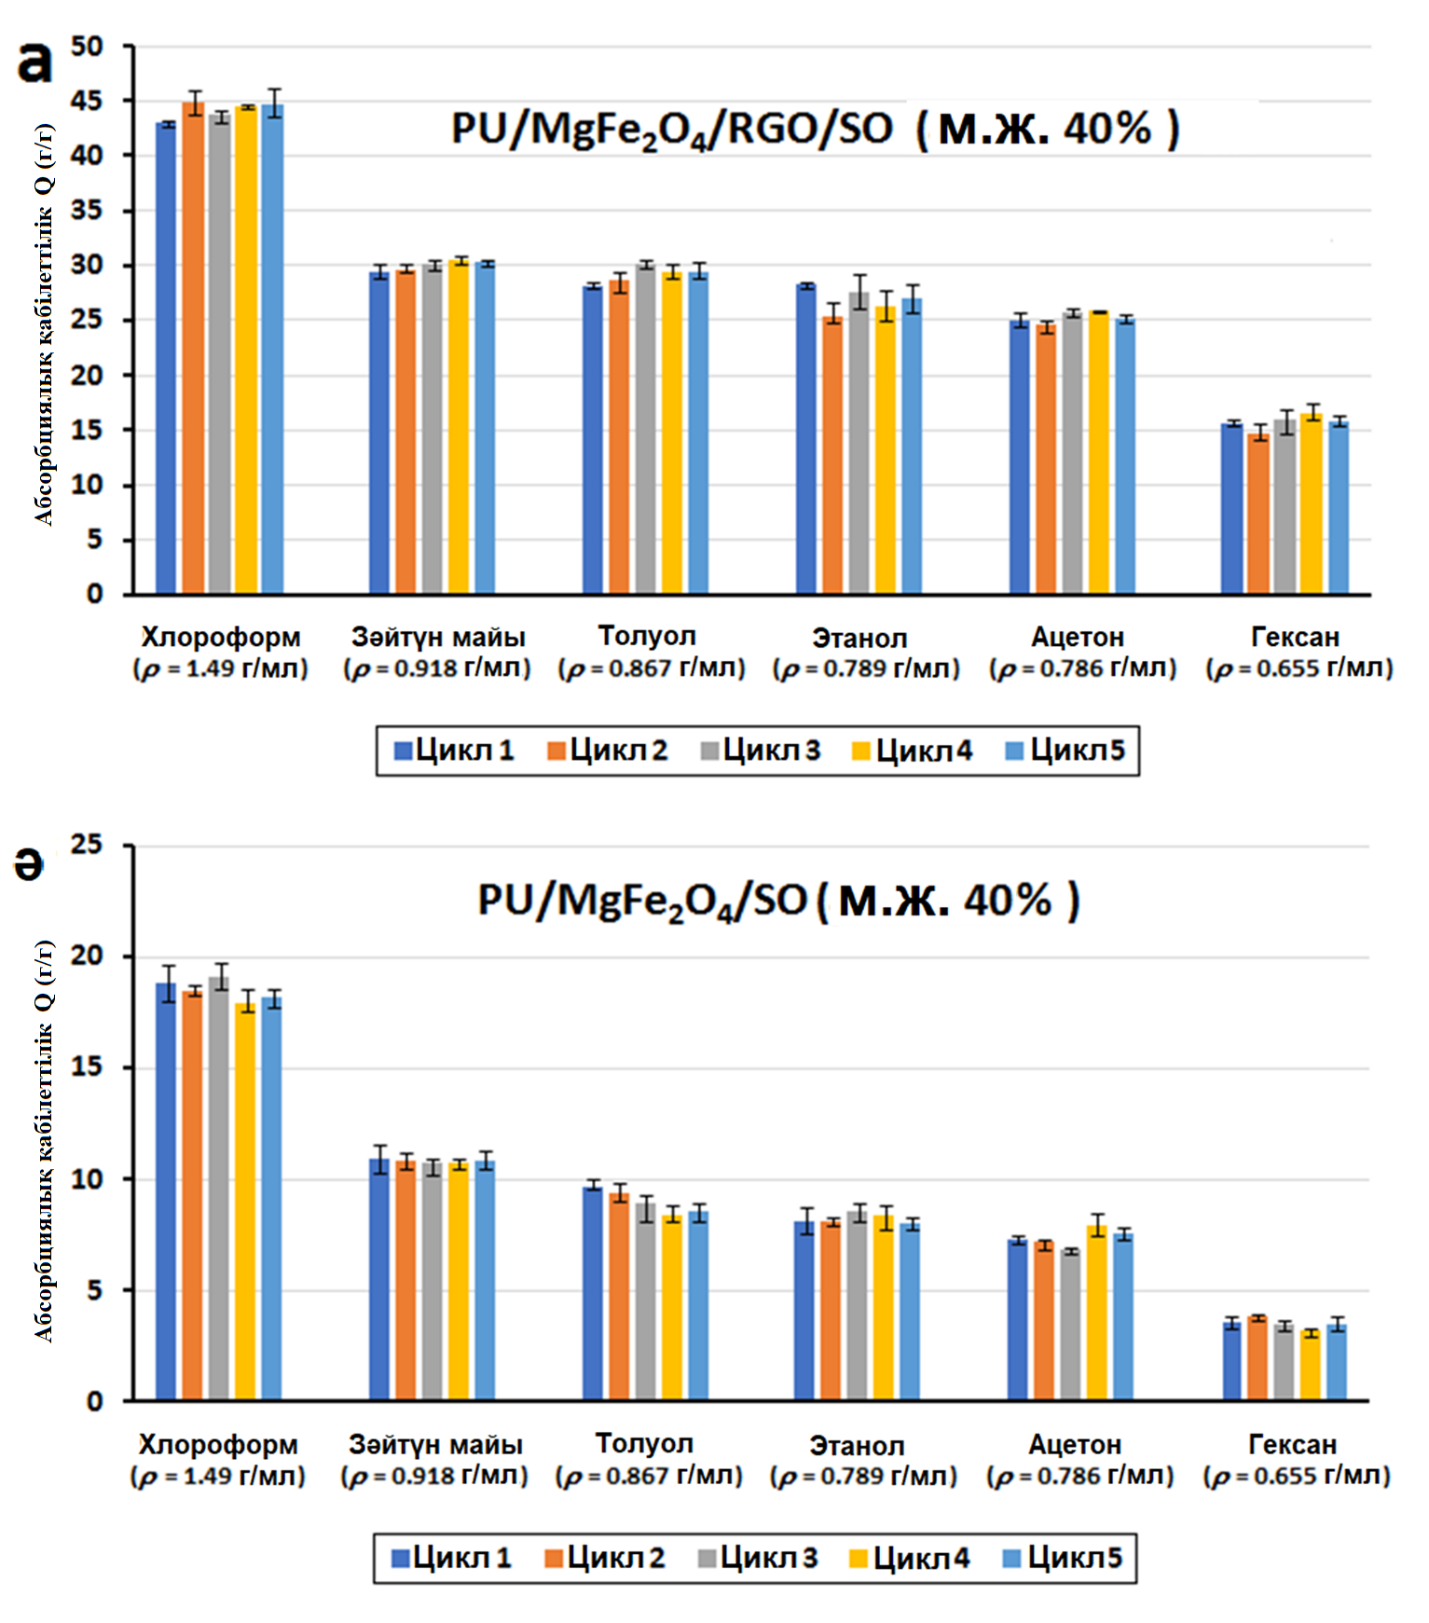 а
50
45
40
35
30
25
20
15
10
5
0
Абсорбциялық қабілеттілік Q (г/г)
PU/MgFe₂O₄/RGO/SO ( м.ж. 40% )
Хлороформ Зәйтүн майы Толуол Этанол Ацетон Гексан
(ρ = 1.49 г/мл) (ρ = 0.918 г/мл) (ρ = 0.867 г/мл) (ρ = 0.789 г/мл) (ρ = 0.786 г/мл) (ρ = 0.655 г/мл)
Цикл 1 Цикл 2 Цикл 3 Цикл 4 Цикл 5
ә
25
20
15
10
5
0
Абсорбциялық қабілеттілік Q (г/г)
PU/MgFe₂O₄/SO ( м.ж. 40% )
Хлороформ Зәйтүн майы Толуол Этанол Ацетон Гексан
(ρ = 1.49 г/мл) (ρ = 0.918 г/мл) (ρ = 0.867 г/мл) (ρ = 0.789 г/мл) (ρ = 0.786 г/мл) (ρ = 0.655 г/мл)
Цикл 1 Цикл 2 Цикл 3 Цикл 4 Цикл 5